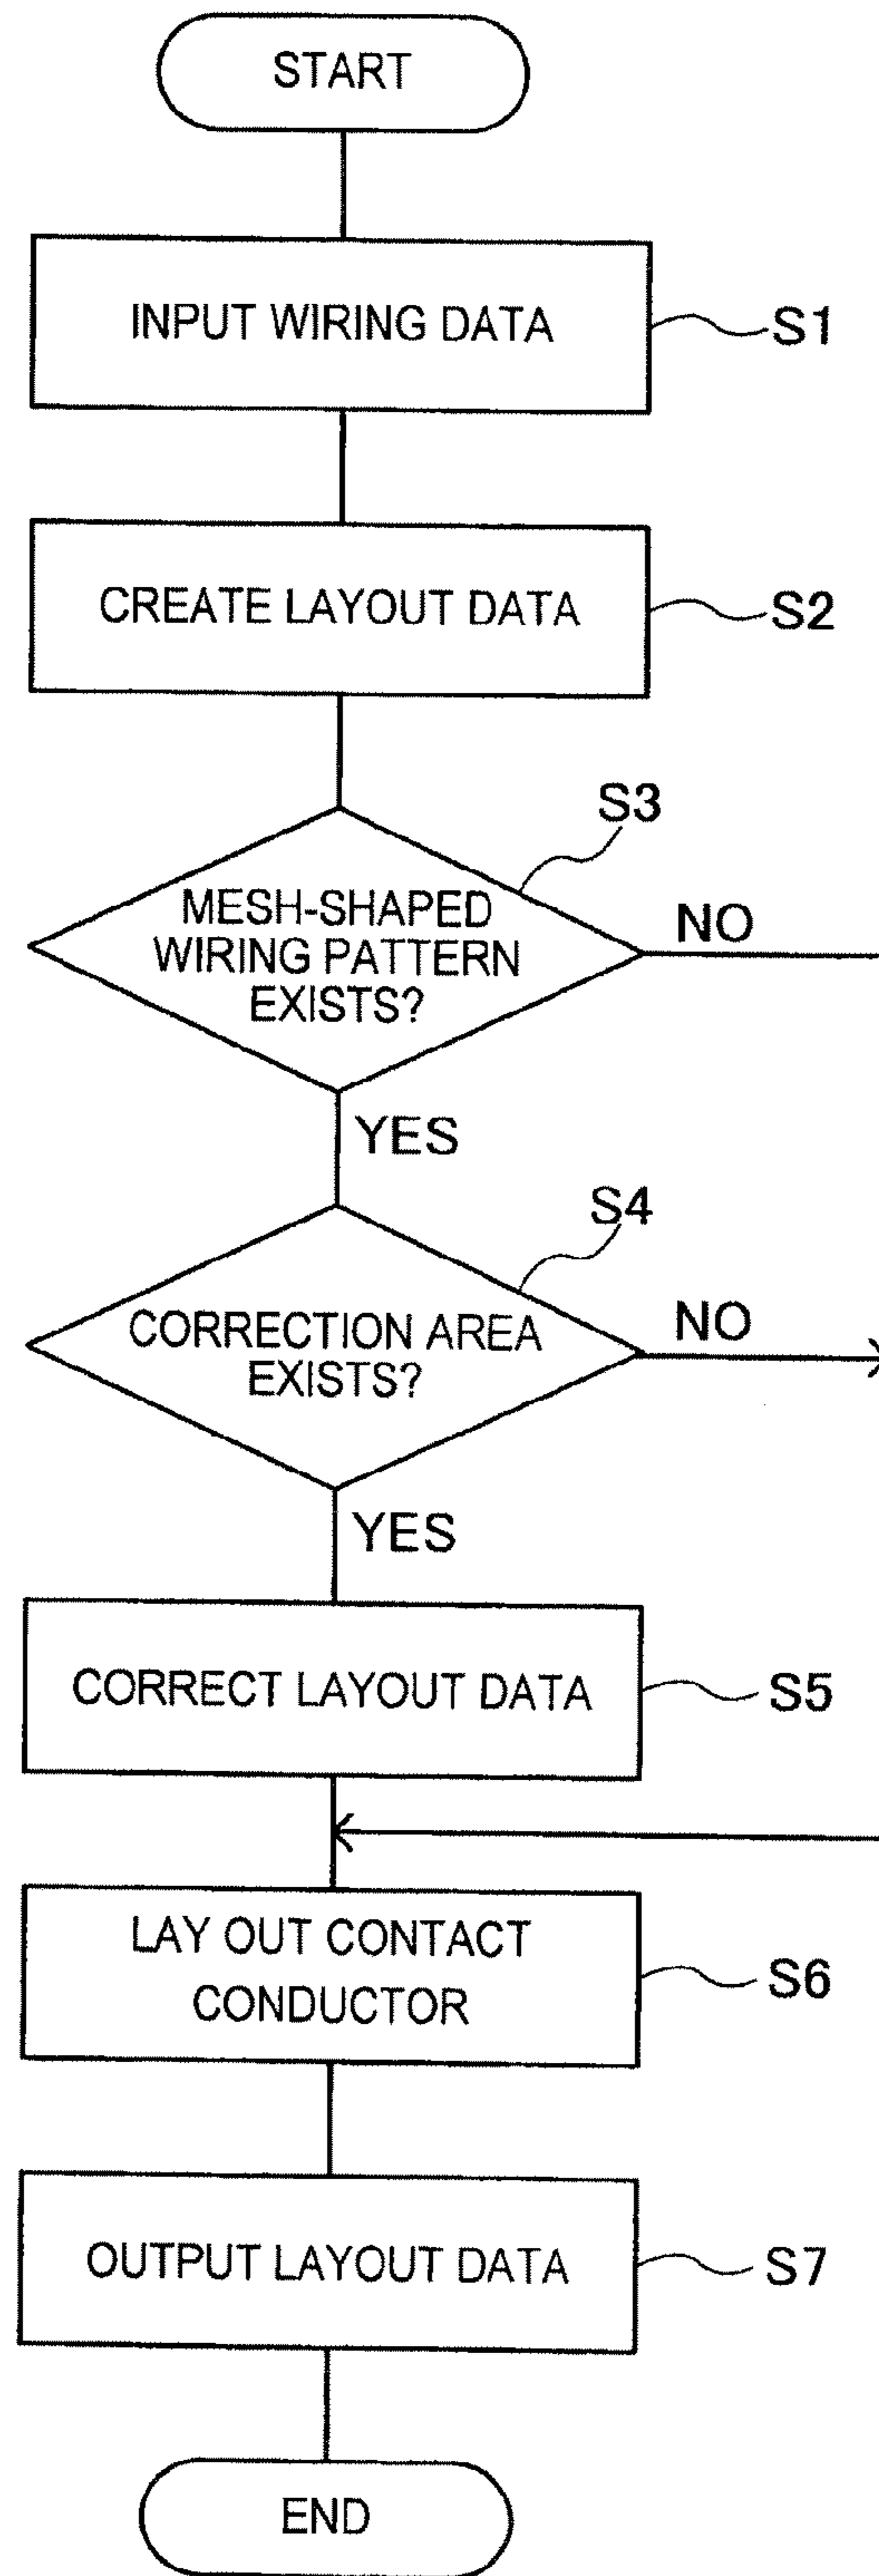 START
INPUT WIRING DATA
S1
CREATE LAYOUT DATA
S2
S3
MESH-SHAPED
WIRING PATTERN
EXISTS?
NO
YES
S4
CORRECTION AREA
EXISTS?
NO
YES
CORRECT LAYOUT DATA
S5
LAY OUT CONTACT
CONDUCTOR
S6
OUTPUT LAYOUT DATA
S7
END